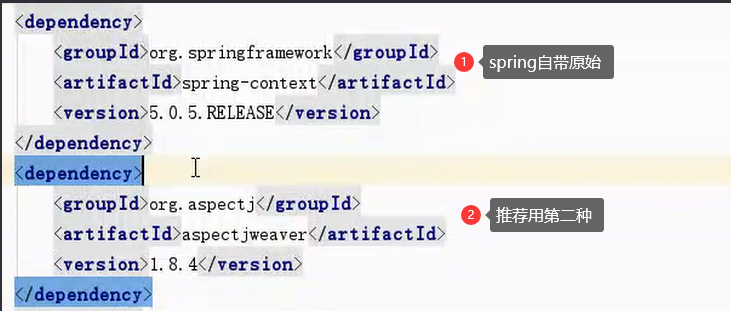 <dependency>
<groupId>org.springframework</groupId>
1 spring自带原始
<artifactId>spring-context</artifactId>
<version>5.0.5.RELEASE</version>
</dependency>
<dependency>
<groupId>org.aspectj</groupId>
2 推荐用第二种
<artifactId>aspectjweaver</artifactId>
<version>1.8.4</version>
</dependency>